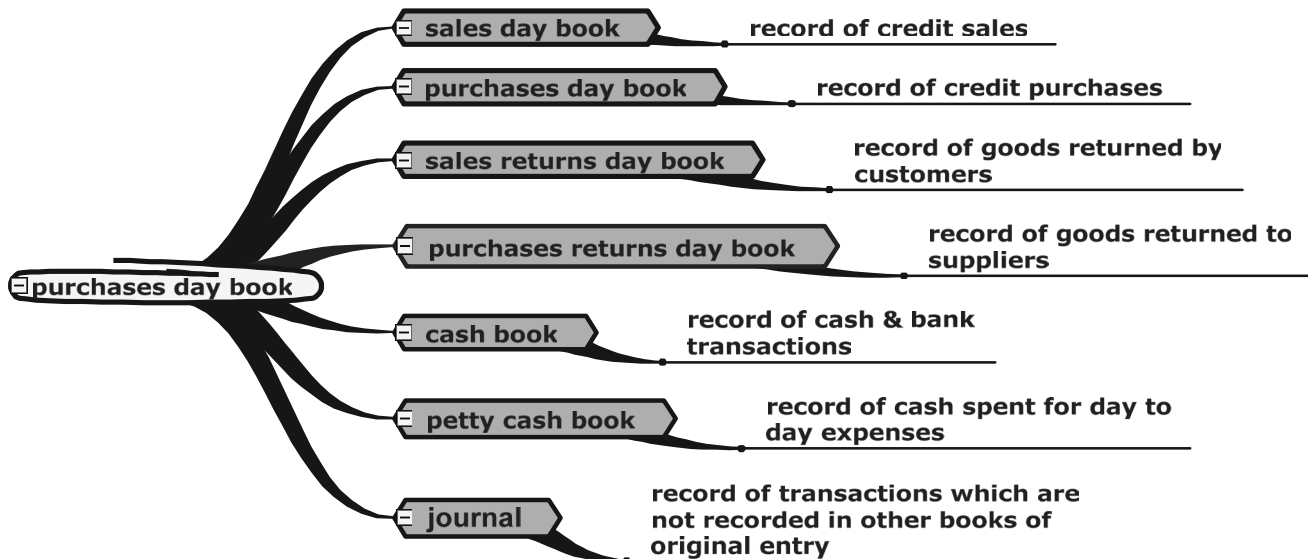 sales day book
record of credit sales
purchases day book
record of credit purchases
sales returns day book
record of goods returned by
customers
purchases returns day book
record of goods returned to
suppliers
purchases day book
cash book
record of cash & bank
transactions
petty cash book
record of cash spent for day to
day expenses
journal
record of transactions which are
not recorded in other books of
original entry